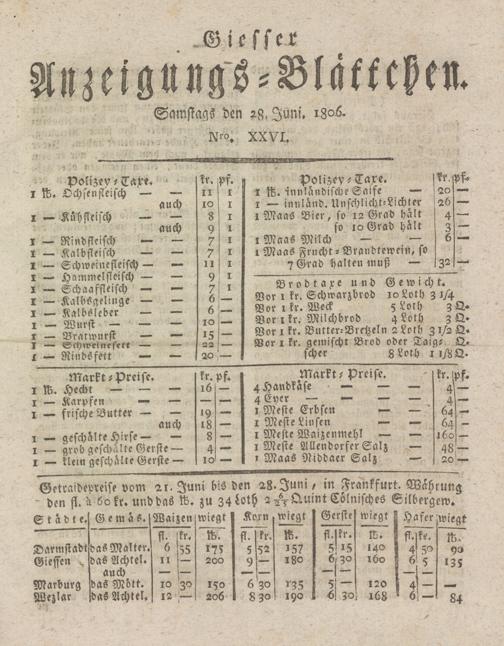 Giesser
Anzeigungs-Blättchen.
Samstags den 28. Juni. 1806.
Nro. XXVI.
Polizey-Taxe. kr. pf.
1 ℔. Ochsenfleisch — — 11 1
auch 10 1
1 — Kühfleisch — — 8 1
auch 9 1
1 — Rindfleisch — — 7 1
1 — Kalbfleisch — — 7 1
1 — Schweinefleisch — — 11 1
1 — Hammelfleisch — — 9 1
1 — Schaaffleisch — — 7 1
1 — Kalbsgelinge — — 6 —
1 — Kalbsleber — — 6 —
1 — Wurst — — 10 —
1 — Bratwurst — — 15 —
1 — Schweinefett — — 22 —
1 — Rindsfett — — 20 —
Polizey-Taxe. kr. pf.
1 ℔. innländische Saife — 20 —
1 — innländ. Unschlicht-Lichter 26 —
1 Maas Bier, so 12 Grad hält 4 —
so 10 Grad hält 3 —
1 Maas Milch — — 6 —
1 Maas Frucht-Brandtewein, so
7 Grad halten muß — 32 —
Brodtaxe und Gewicht.
Vor 1 kr. Schwarzbrod 10 Loth 3 1/4
Vor 1 kr. Weck 5 Loth 3 Q.
Vor 1 kr. Milchbrod 4 Loth 3 Q.
Vor 1 kr. Butter-Bretzeln 2 Loth 3 1/2 Q.
Vor 1 kr. gemischt Brod oder Taig-
scher 8 Loth 1 1/8 Q.
Markt-Preise. kr. pf.
1 ℔. Hecht — — 16 —
1 — Karpfen — — — —
1 — frische Butter — — 19 —
auch 18 —
1 — geschälte Hirse — — 8 —
1 — grob geschälte Gerste — 4 —
1 — klein geschälte Gerste — 10 —
Markt-Preise. kr. pf.
4 Handkäse — — 4 —
4 Eyer — — 4 —
1 Meste Erbsen — 64 —
1 Meste Linsen — 64 —
1 Meste Waizenmehl — 160 —
1 Meste Allendorfer Salz 48 —
1 Maas Niddaer Salz 20 —
Getraidepreise vom 21. Juni bis den 28. Juni, in Frankfurt. Währung
den fl. à 60 kr. und das ℔. zu 34 Loth 2 Quint Cölnisches Silbergew.
Städte. Gemäs. Waizen wiegt Korn wiegt Gerste wiegt Hafer wiegt
fl. kr. ℔. fl. kr. ℔. fl. kr. ℔. fl. kr. ℔.
Darmstadt das Malter. 6 55 175 5 52 157 5 15 140 4 50 90
Giessen das Achtel. 11 — 200 9 — 180 6 30 160 6 5 135
auch — — — — — — — —
Marburg das Mött. 10 30 150 6 30 135 5 — 120 4 — —
Wezlar das Achtel. 12 — 206 8 30 190 6 30 168 6 — 84